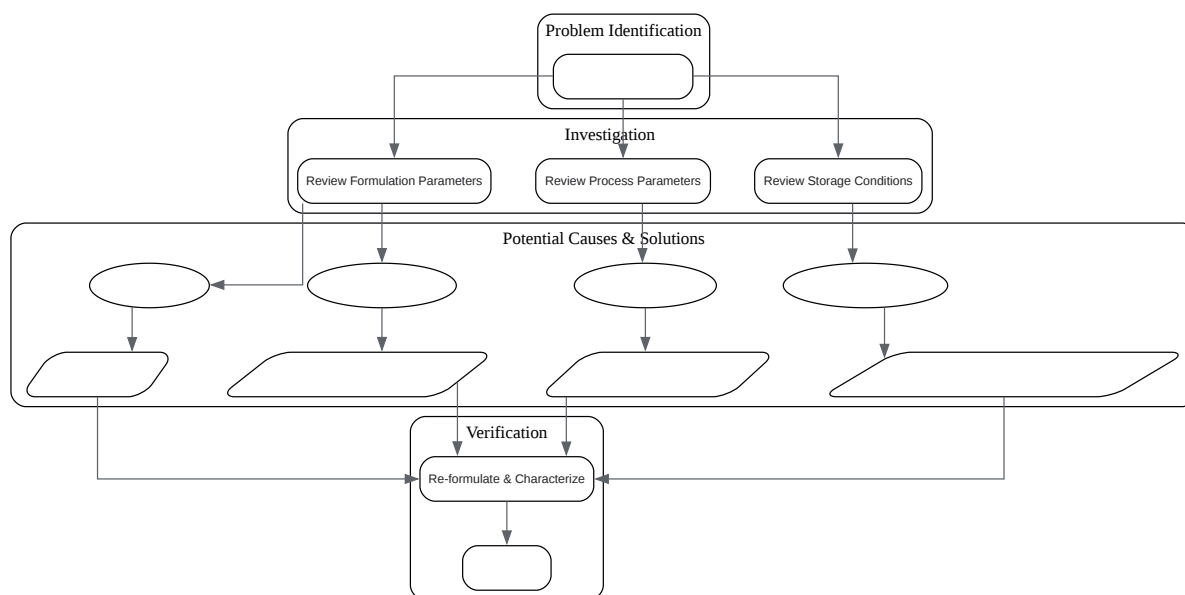 Problem Identification
Investigation
Review Formulation Parameters
Review Process Parameters
Review Storage Conditions
Potential Causes & Solutions
Verification
Re-formulate & Characterize